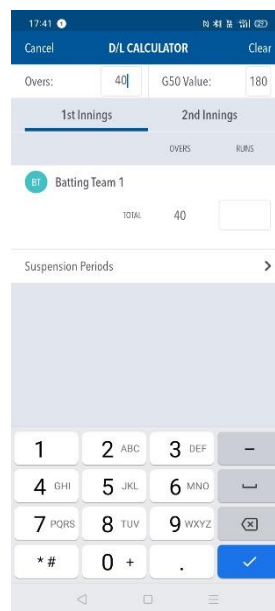 17:41
Cancel D/L CALCULATOR Clear
Overs: 40 G50 Value: 180
1st Innings 2nd Innings
OVERS RUNS
BT Batting Team 1
TOTAL 40
Suspension Periods
1 2 ABC 3 DEF –
4 GHI 5 JKL 6 MNO
7 PQRS 8 TUV 9 WXYZ
* # 0 + .